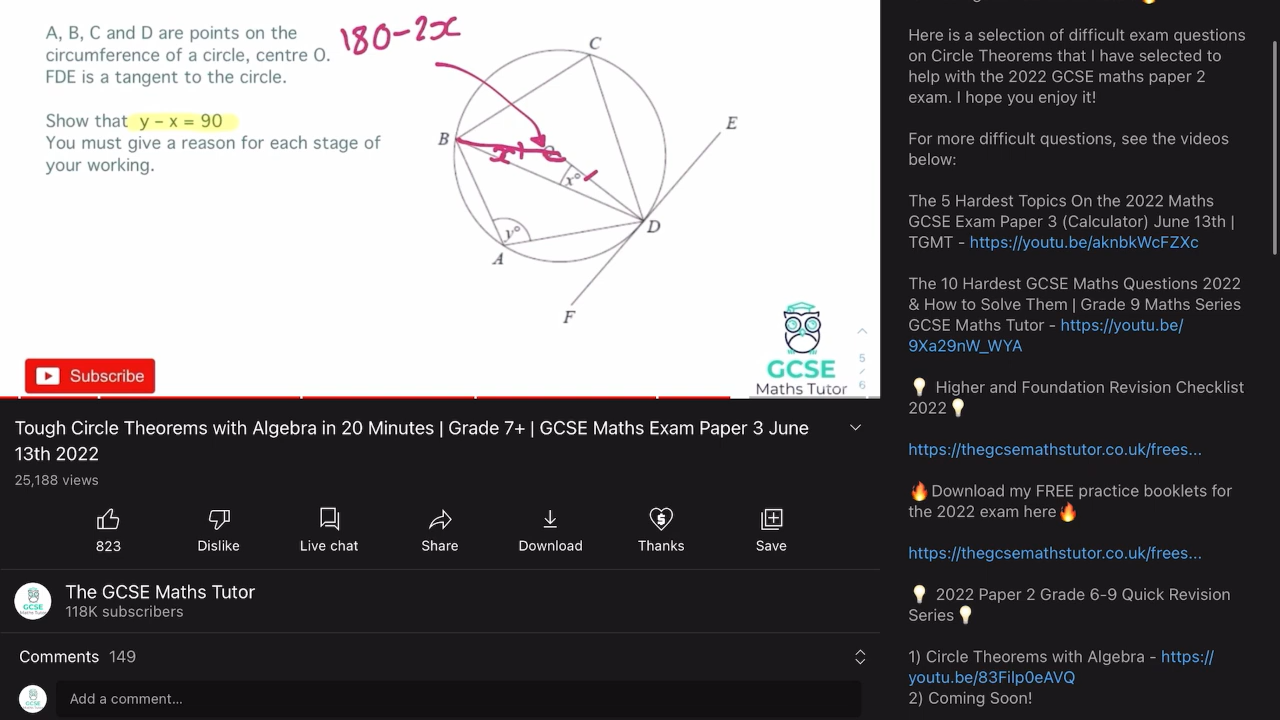 A, B, C and D are points on the
circumference of a circle, centre O.
FDE is a tangent to the circle.
180-2x
Show that y – x = 90
You must give a reason for each stage of
your working.
C
B
E
x
x°
D
y°
A
F
Subscribe
GCSE
Maths Tutor
5
/
6
Tough Circle Theorems with Algebra in 20 Minutes | Grade 7+ | GCSE Maths Exam Paper 3 June
13th 2022
25,188 views
823
Dislike
Live chat
Share
Download
Thanks
Save
The GCSE Maths Tutor
118K subscribers
Comments 149
Add a comment...
Here is a selection of difficult exam questions
on Circle Theorems that I have selected to
help with the 2022 GCSE maths paper 2
exam. I hope you enjoy it!
For more difficult questions, see the videos
below:
The 5 Hardest Topics On the 2022 Maths
GCSE Exam Paper 3 (Calculator) June 13th |
TGMT - https://youtu.be/aknbkWcFZXc
The 10 Hardest GCSE Maths Questions 2022
& How to Solve Them | Grade 9 Maths Series
GCSE Maths Tutor - https://youtu.be/
9Xa29nW_WYA
💡 Higher and Foundation Revision Checklist
2022💡
https://thegcsemathstutor.co.uk/frees...
🔥Download my FREE practice booklets for
the 2022 exam here🔥
https://thegcsemathstutor.co.uk/frees...
💡 2022 Paper 2 Grade 6-9 Quick Revision
Series💡
1) Circle Theorems with Algebra - https://
youtu.be/83Filp0eAVQ
2) Coming Soon!